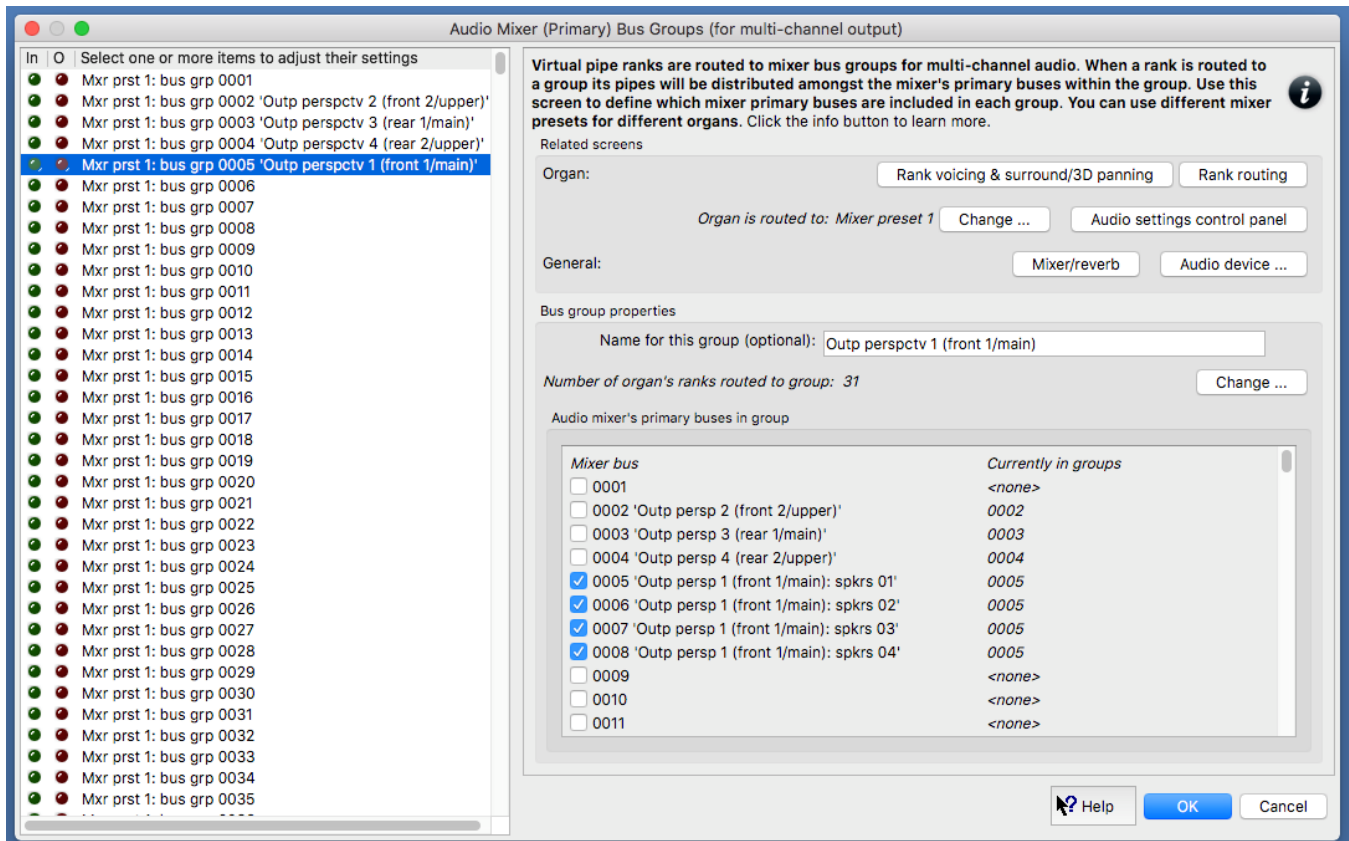 Audio Mixer (Primary) Bus Groups (for multi-channel output)
In O Select one or more items to adjust their settings
Mxr prst 1: bus grp 0001
Mxr prst 1: bus grp 0002 'Outp perspctv 2 (front 2/upper)'
Mxr prst 1: bus grp 0003 'Outp perspctv 3 (rear 1/main)'
Mxr prst 1: bus grp 0004 'Outp perspctv 4 (rear 2/upper)'
Mxr prst 1: bus grp 0005 'Outp perspctv 1 (front 1/main)'
Mxr prst 1: bus grp 0006
Mxr prst 1: bus grp 0007
Mxr prst 1: bus grp 0008
Mxr prst 1: bus grp 0009
Mxr prst 1: bus grp 0010
Mxr prst 1: bus grp 0011
Mxr prst 1: bus grp 0012
Mxr prst 1: bus grp 0013
Mxr prst 1: bus grp 0014
Mxr prst 1: bus grp 0015
Mxr prst 1: bus grp 0016
Mxr prst 1: bus grp 0017
Mxr prst 1: bus grp 0018
Mxr prst 1: bus grp 0019
Mxr prst 1: bus grp 0020
Mxr prst 1: bus grp 0021
Mxr prst 1: bus grp 0022
Mxr prst 1: bus grp 0023
Mxr prst 1: bus grp 0024
Mxr prst 1: bus grp 0025
Mxr prst 1: bus grp 0026
Mxr prst 1: bus grp 0027
Mxr prst 1: bus grp 0028
Mxr prst 1: bus grp 0029
Mxr prst 1: bus grp 0030
Mxr prst 1: bus grp 0031
Mxr prst 1: bus grp 0032
Mxr prst 1: bus grp 0033
Mxr prst 1: bus grp 0034
Mxr prst 1: bus grp 0035
Virtual pipe ranks are routed to mixer bus groups for multi-channel audio. When a rank is routed to
a group its pipes will be distributed amongst the mixer's primary buses within the group. Use this
screen to define which mixer primary buses are included in each group. You can use different mixer
presets for different organs. Click the info button to learn more.
Related screens
Organ: Rank voicing & surround/3D panning Rank routing
Organ is routed to: Mixer preset 1 Change ... Audio settings control panel
General: Mixer/reverb Audio device ...
Bus group properties
Name for this group (optional): Outp perspctv 1 (front 1/main)
Number of organ's ranks routed to group: 31 Change ...
Audio mixer's primary buses in group
Mixer bus Currently in groups
0001 <none>
0002 'Outp persp 2 (front 2/upper)' 0002
0003 'Outp persp 3 (rear 1/main)' 0003
0004 'Outp persp 4 (rear 2/upper)' 0004
0005 'Outp persp 1 (front 1/main): spkrs 01' 0005
0006 'Outp persp 1 (front 1/main): spkrs 02' 0005
0007 'Outp persp 1 (front 1/main): spkrs 03' 0005
0008 'Outp persp 1 (front 1/main): spkrs 04' 0005
0009 <none>
0010 <none>
0011 <none>
Help OK Cancel